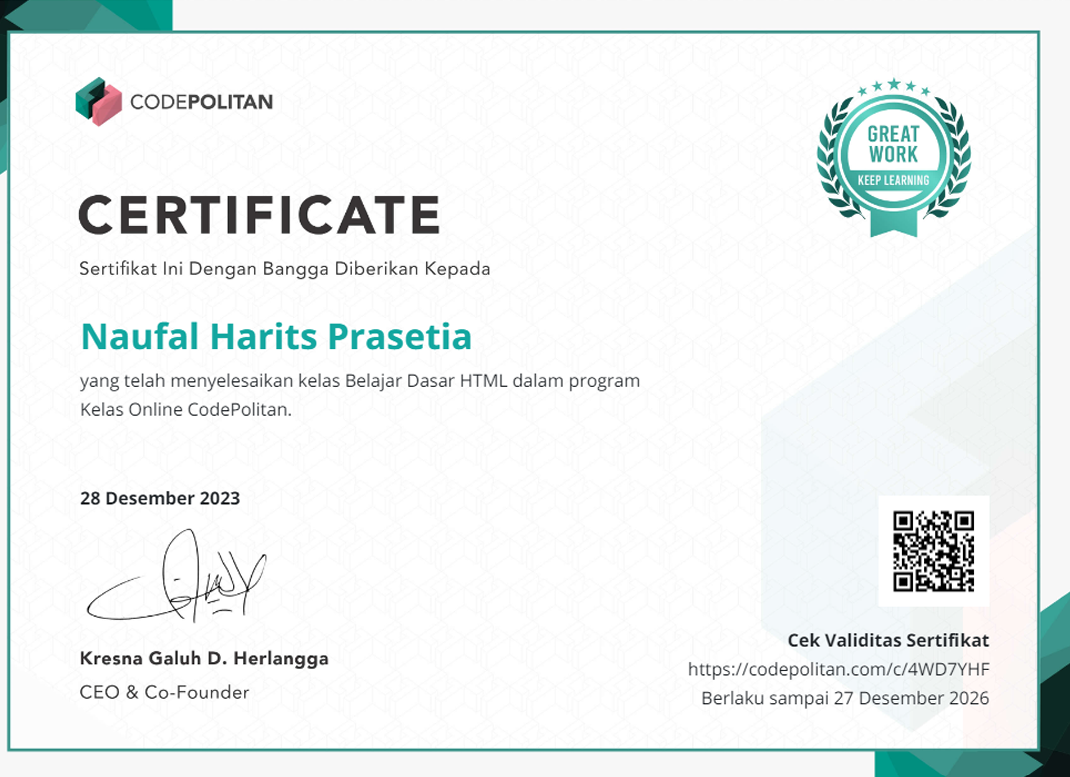 CODEPOLITAN
GREAT
WORK
KEEP LEARNING
CERTIFICATE
Sertifikat Ini Dengan Bangga Diberikan Kepada
Naufal Harits Prasetia
yang telah menyelesaikan kelas Belajar Dasar HTML dalam program
Kelas Online CodePolitan.
28 Desember 2023
Kresna Galuh D. Herlangga
CEO & Co-Founder
Cek Validitas Sertifikat
https://codepolitan.com/c/4WD7YHF
Berlaku sampai 27 Desember 2026